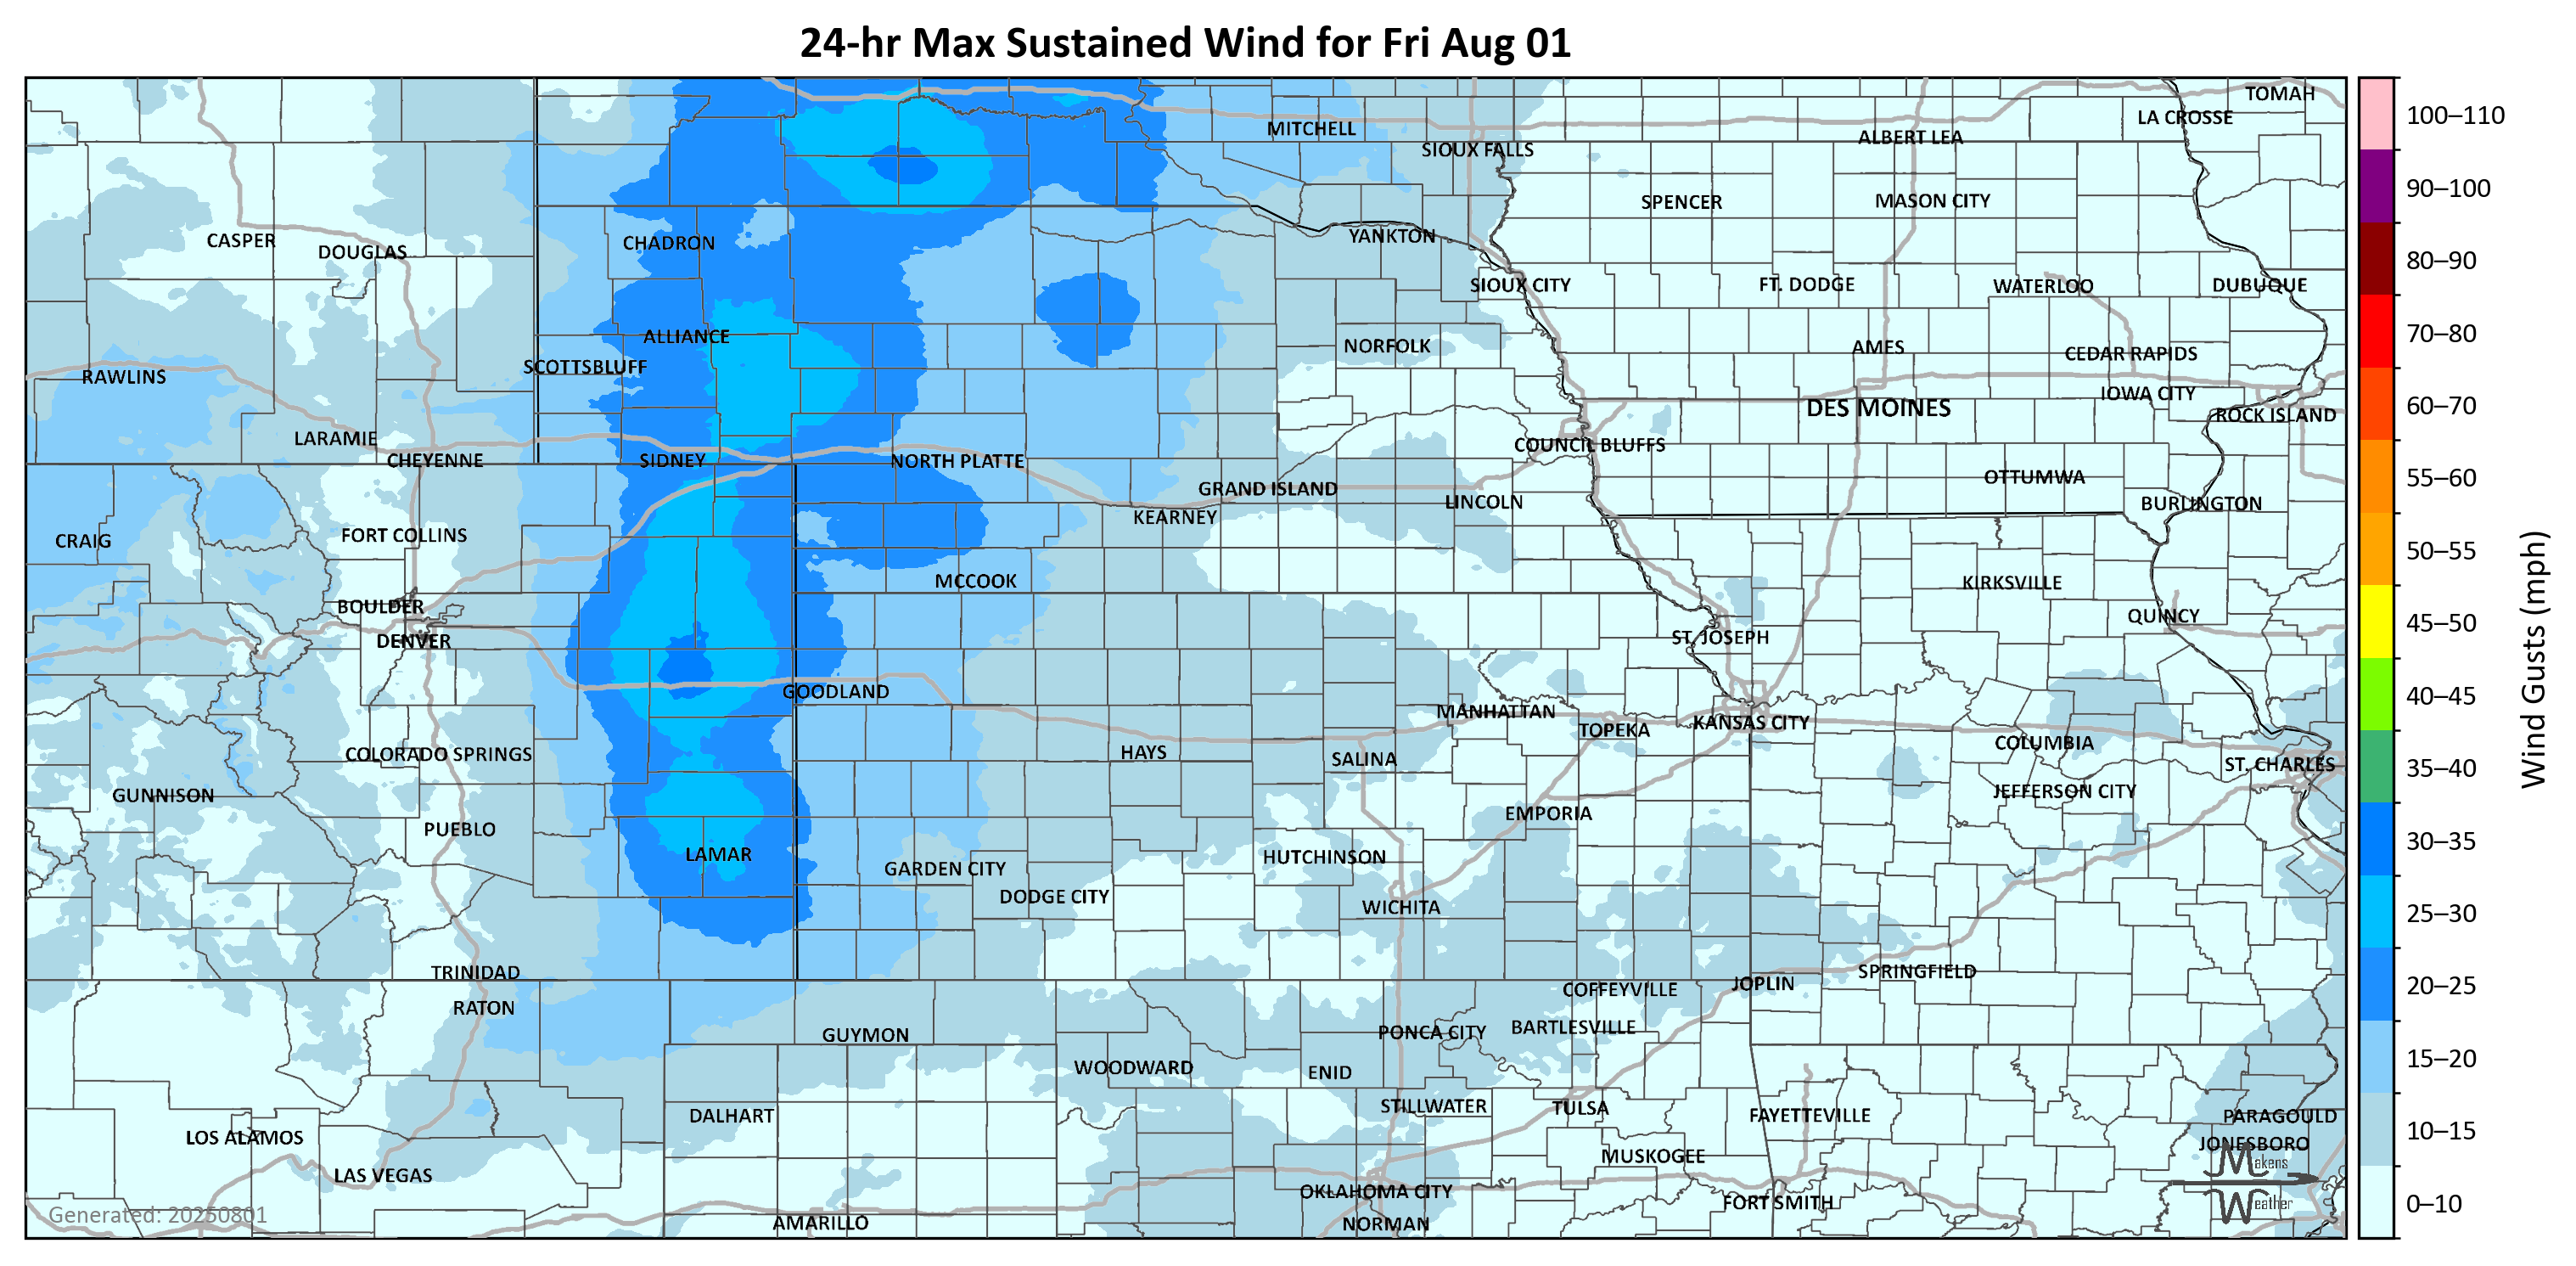 24-hr Max Sustained Wind for Fri Aug 01
TOMAH
LA CROSSE
MITCHELL
ALBERT LEA
SIOUX FALLS
SPENCER
MASON CITY
CASPER
DOUGLAS
CHADRON
YANKTON
SIOUX CITY
FT. DODGE
WATERLOO
DUBUQUE
ALLIANCE
NORFOLK
AMES
CEDAR RAPIDS
SCOTTSBLUFF
RAWLINS
IOWA CITY
DES MOINES
ROCK ISLAND
LARAMIE
COUNCIL BLUFFS
CHEYENNE
SIDNEY
NORTH PLATTE
OTTUMWA
GRAND ISLAND
LINCOLN
BURLINGTON
KEARNEY
FORT COLLINS
CRAIG
MCCOOK
KIRKSVILLE
BOULDER
QUINCY
DENVER
ST. JOSEPH
GOODLAND
MANHATTAN
TOPEKA
KANSAS CITY
COLUMBIA
COLORADO SPRINGS
HAYS
SALINA
ST. CHARLES
GUNNISON
JEFFERSON CITY
EMPORIA
PUEBLO
LAMAR
HUTCHINSON
GARDEN CITY
DODGE CITY
WICHITA
TRINIDAD
SPRINGFIELD
JOPLIN
COFFEYVILLE
RATON
BARTLESVILLE
GUYMON
PONCA CITY
WOODWARD
ENID
STILLWATER
TULSA
DALHART
FAYETTEVILLE
PARAGOULD
LOS ALAMOS
JONESBORO
MUSKOGEE
LAS VEGAS
OKLAHOMA CITY
FORT SMITH
AMARILLO
NORMAN
Generated: 20250801
Makens
Weather
100–110
90–100
80–90
70–80
60–70
55–60
50–55
45–50
40–45
35–40
30–35
25–30
20–25
15–20
10–15
0–10
Wind Gusts (mph)